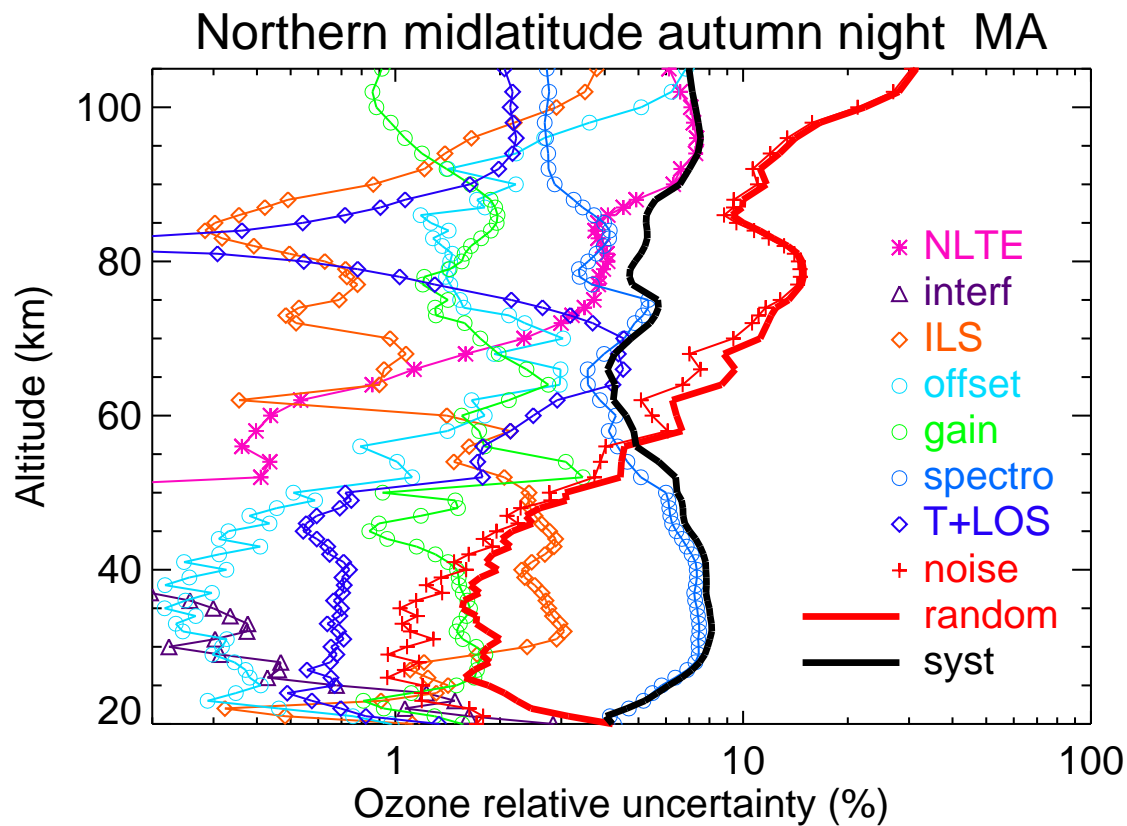 Northern midlatitude autumn night  MA
Altitude (km)
100
80
60
40
20
NLTE
interf
ILS
offset
gain
spectro
T+LOS
noise
random
syst
1
10
100
Ozone relative uncertainty (%)